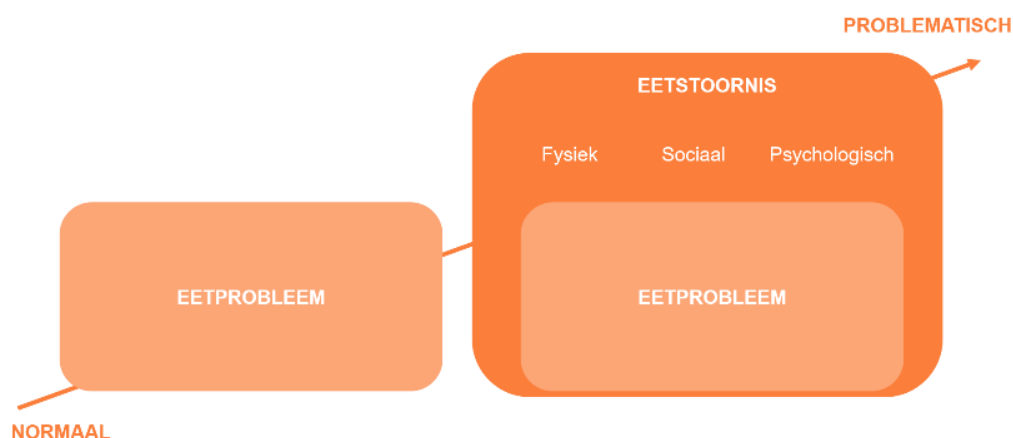 PROBLEMATISCH
EETSTOORNIS
Fysiek Sociaal Psychologisch
EETPROBLEEM EETPROBLEEM
NORMAAL